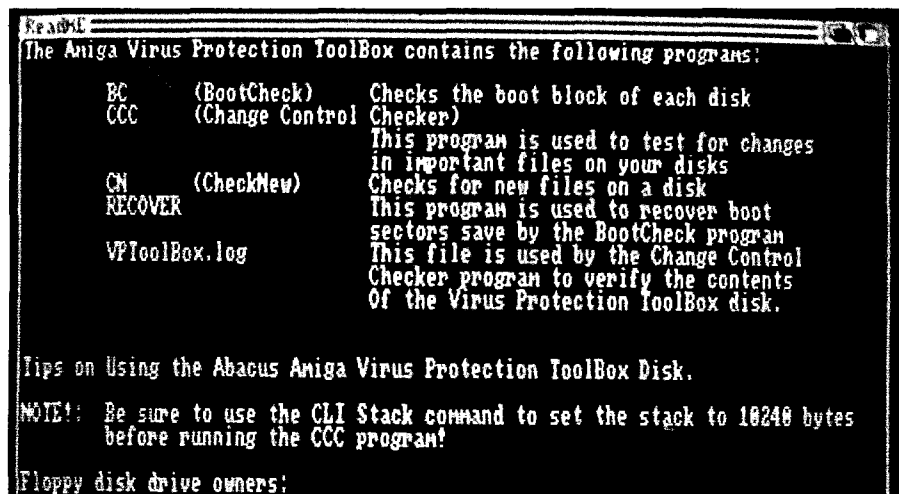 ReadME
The Amiga Virus Protection ToolBox contains the following programs:
BC (BootCheck) Checks the boot block of each disk
CCC (Change Control Checker)
This program is used to test for changes
in important files on your disks
CN (CheckNew) Checks for new files on a disk
RECOVER This program is used to recover boot
sectors save by the BootCheck program
VPToolBox.log This file is used by the Change Control
Checker program to verify the contents
Of the Virus Protection ToolBox disk.
Tips on Using the Abacus Amiga Virus Protection ToolBox Disk.
NOTE!: Be sure to use the CLI Stack command to set the stack to 10240 bytes
before running the CCC program!
Floppy disk drive owners: